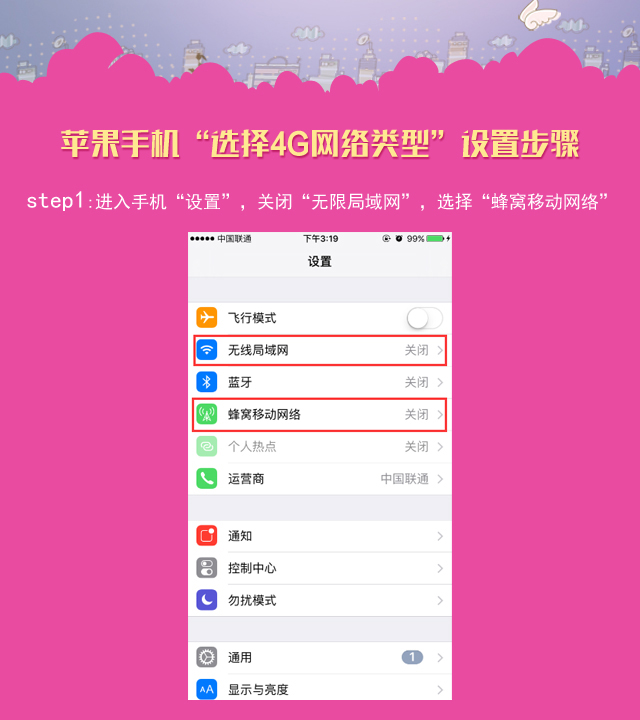 苹果手机“选择4G网络类型”设置步骤
step1:进入手机“设置”，关闭“无限局域网”，选择“蜂窝移动网络”
中国联通 下午3:19 99%
设置
飞行模式
无线局域网 关闭
蓝牙 关闭
蜂窝移动网络 关闭
个人热点 关闭
运营商 中国联通
通知
控制中心
勿扰模式
通用 1
AA 显示与亮度